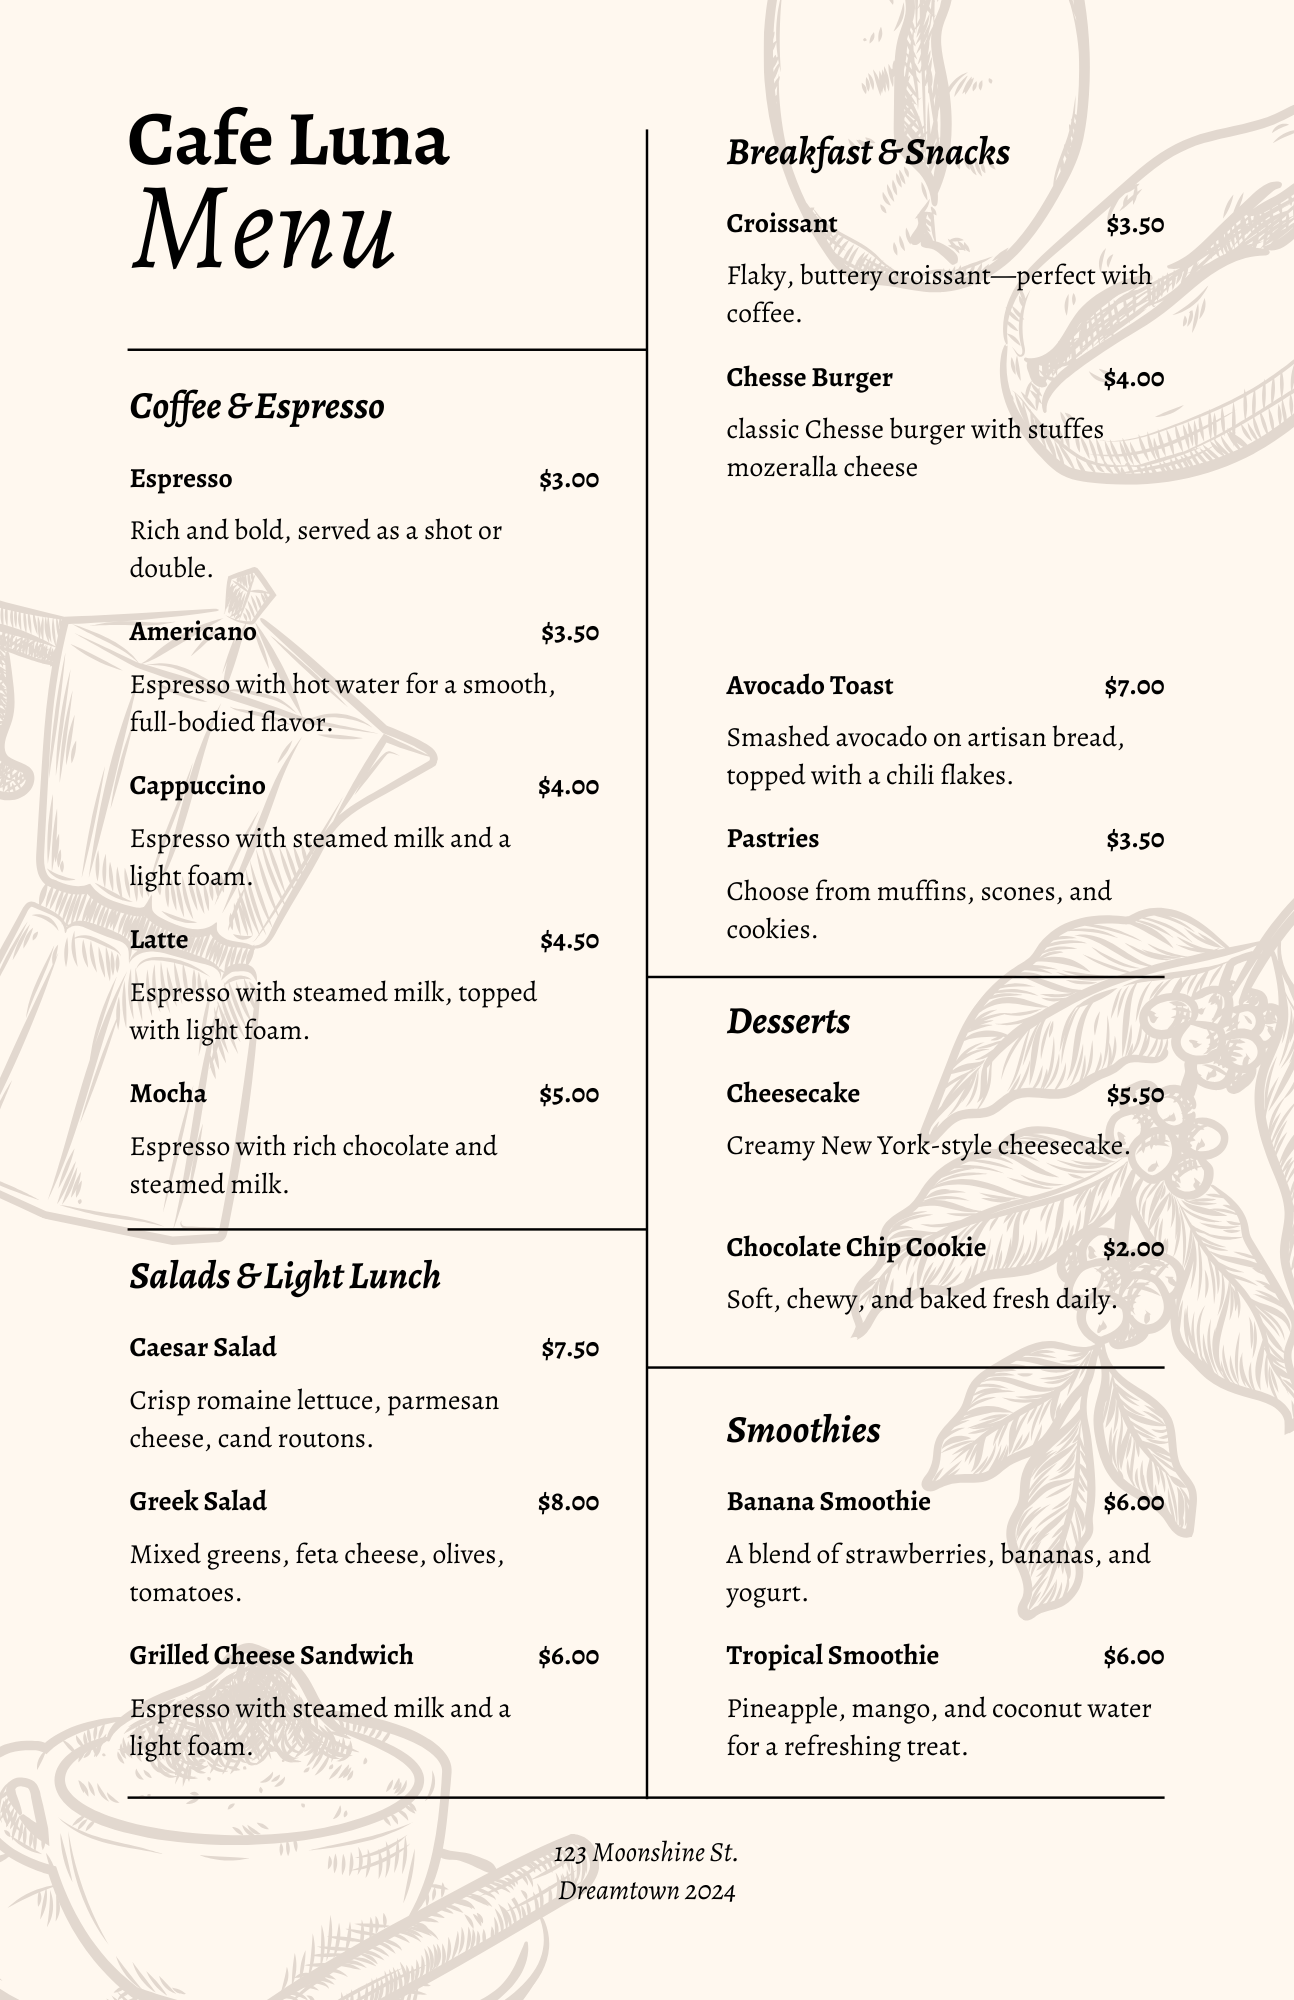 Cafe Luna
Menu
Coffee & Espresso
Espresso $3.00
Rich and bold, served as a shot or
double.
Americano $3.50
Espresso with hot water for a smooth,
full-bodied flavor.
Cappuccino $4.00
Espresso with steamed milk and a
light foam.
Latte $4.50
Espresso with steamed milk, topped
with light foam.
Mocha $5.00
Espresso with rich chocolate and
steamed milk.
Salads & Light Lunch
Caesar Salad $7.50
Crisp romaine lettuce, parmesan
cheese, cand routons.
Greek Salad $8.00
Mixed greens, feta cheese, olives,
tomatoes.
Grilled Cheese Sandwich $6.00
Espresso with steamed milk and a
light foam.
Breakfast & Snacks
Croissant $3.50
Flaky, buttery croissant—perfect with
coffee.
Chesse Burger $4.00
classic Chesse burger with stuffes
mozeralla cheese
Avocado Toast $7.00
Smashed avocado on artisan bread,
topped with a chili flakes.
Pastries $3.50
Choose from muffins, scones, and
cookies.
Desserts
Cheesecake $5.50
Creamy New York-style cheesecake.
Chocolate Chip Cookie $2.00
Soft, chewy, and baked fresh daily.
Smoothies
Banana Smoothie $6.00
A blend of strawberries, bananas, and
yogurt.
Tropical Smoothie $6.00
Pineapple, mango, and coconut water
for a refreshing treat.
123 Moonshine St.
Dreamtown 2024